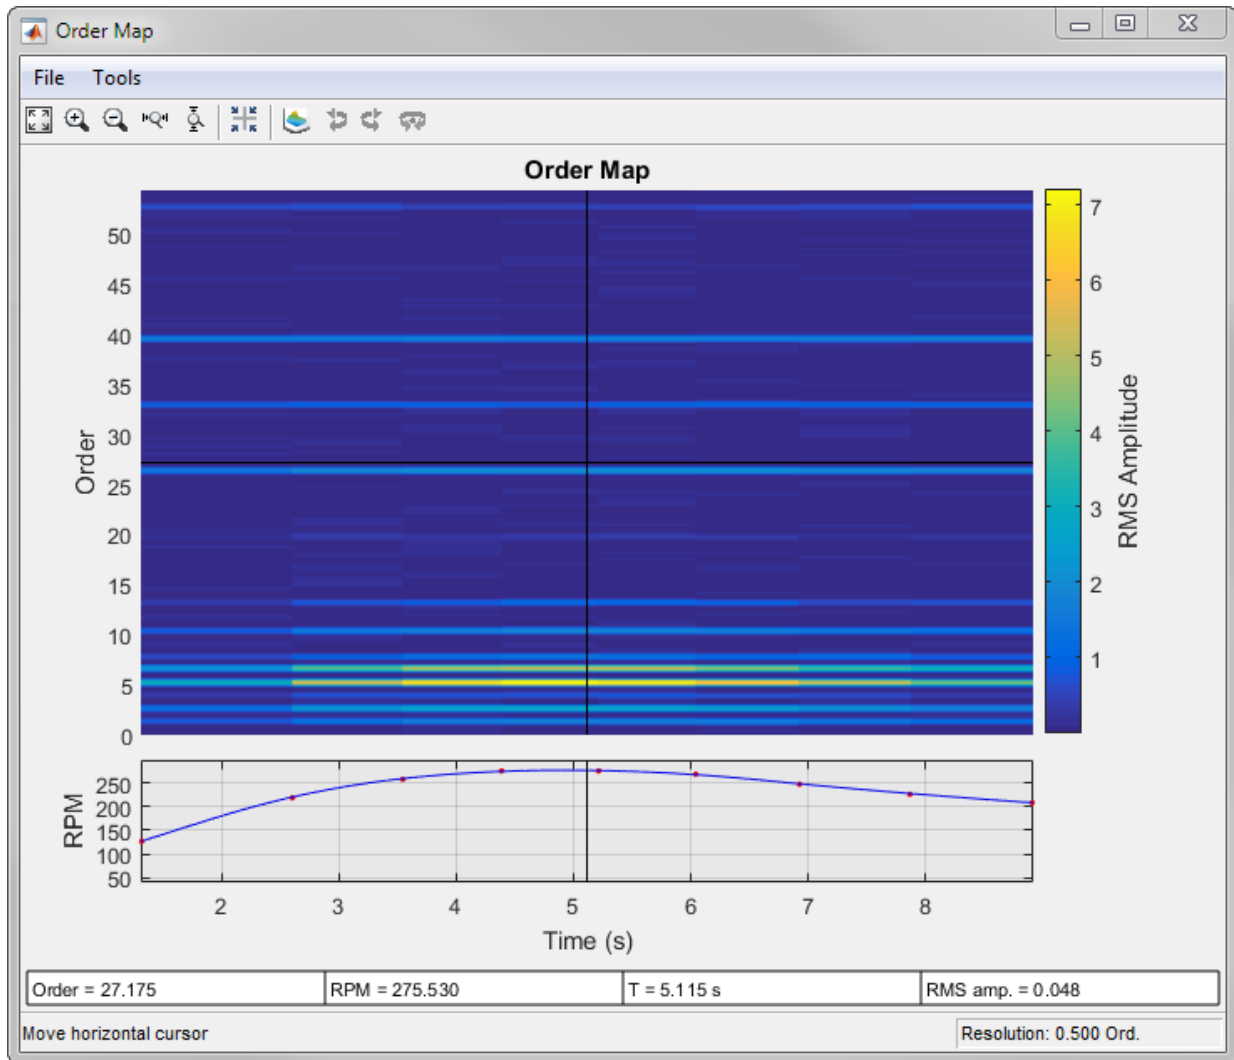 Order Map
File Tools
Order Map
50
45
40
35
30
25
20
15
10
5
0
Order
7
6
5
4
3
2
1
RMS Amplitude
250
200
150
100
50
RPM
2 3 4 5 6 7 8
Time (s)
Order = 27.175 RPM = 275.530 T = 5.115 s RMS amp. = 0.048
Move horizontal cursor Resolution: 0.500 Ord.